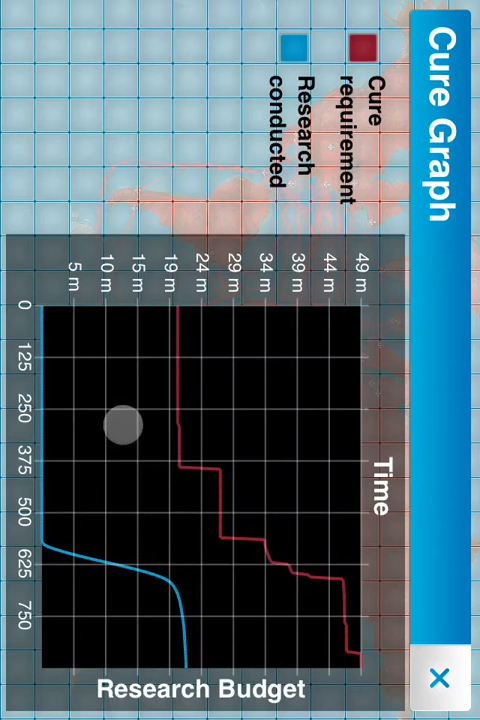 Cure Graph
Cure
requirement
Research
conducted
Time
49 m
44 m
39 m
34 m
29 m
24 m
19 m
15 m
10 m
5 m
0
125
250
375
500
625
750
Research Budget